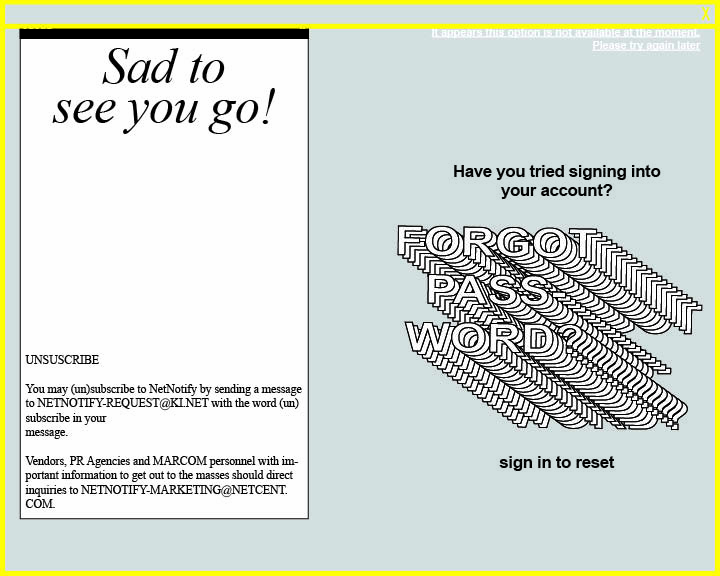 X
It appears this option is not available at the moment.
Please try again later
Sad to
see you go!
UNSUSCRIBE
You may (un)subscribe to NetNotify by sending a message
to NETNOTIFY-REQUEST@KI.NET with the word (un)
subscribe in your
message.
Vendors, PR Agencies and MARCOM personnel with im-
portant information to get out to the masses should direct
inquiries to NETNOTIFY-MARKETING@NETCENT.
COM.
Have you tried signing into
your account?
FORGOT
PASS
WORD?
sign in to reset